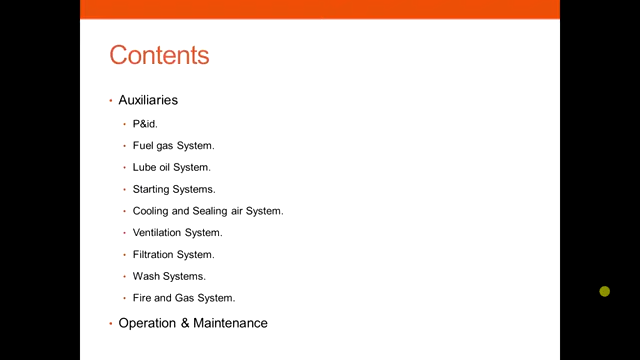 Contents
• Auxiliaries
• P&id.
• Fuel gas System.
• Lube oil System.
• Starting Systems.
• Cooling and Sealing air System.
• Ventilation System.
• Filtration System.
• Wash Systems.
• Fire and Gas System.
• Operation & Maintenance